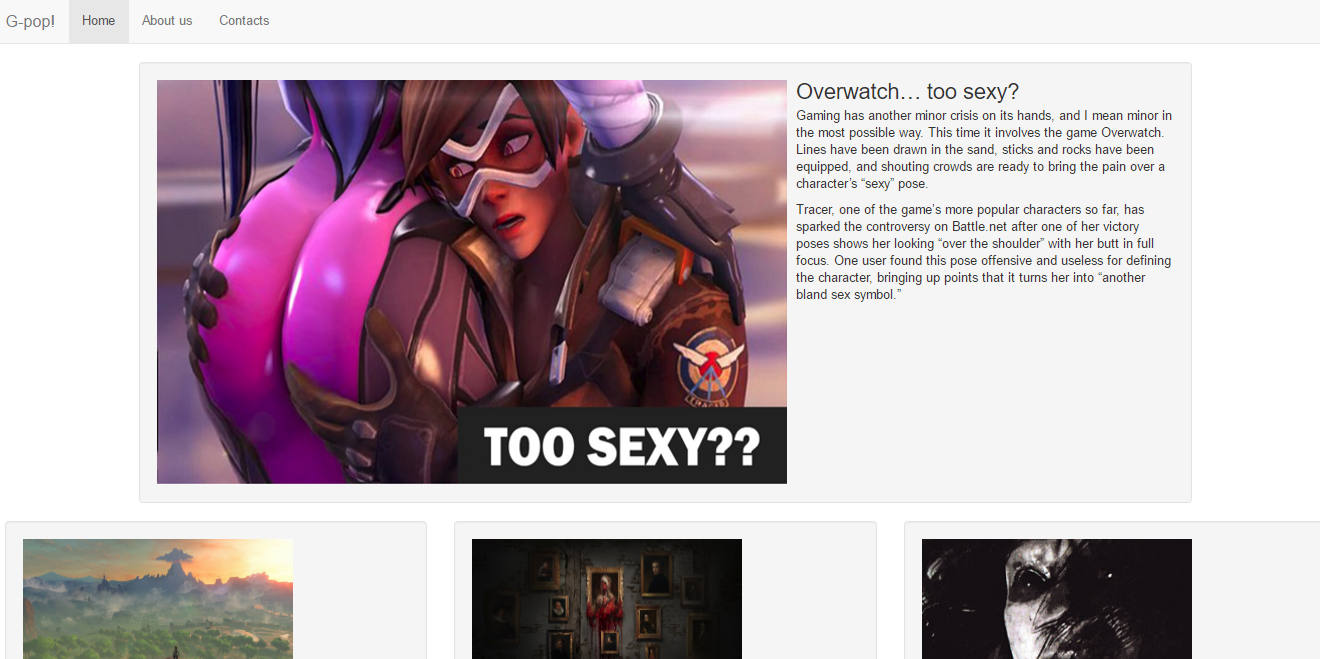 G-pop!
Home
About us
Contacts
Overwatch… too sexy?
Gaming has another minor crisis on its hands, and I mean minor in
the most possible way. This time it involves the game Overwatch.
Lines have been drawn in the sand, sticks and rocks have been
equipped, and shouting crowds are ready to bring the pain over a
character’s “sexy” pose.
Tracer, one of the game’s more popular characters so far, has
sparked the controversy on Battle.net after one of her victory
poses shows her looking “over the shoulder” with her butt in full
focus. One user found this pose offensive and useless for defining
the character, bringing up points that it turns her into “another
bland sex symbol.”
TRACER
TOO SEXY??